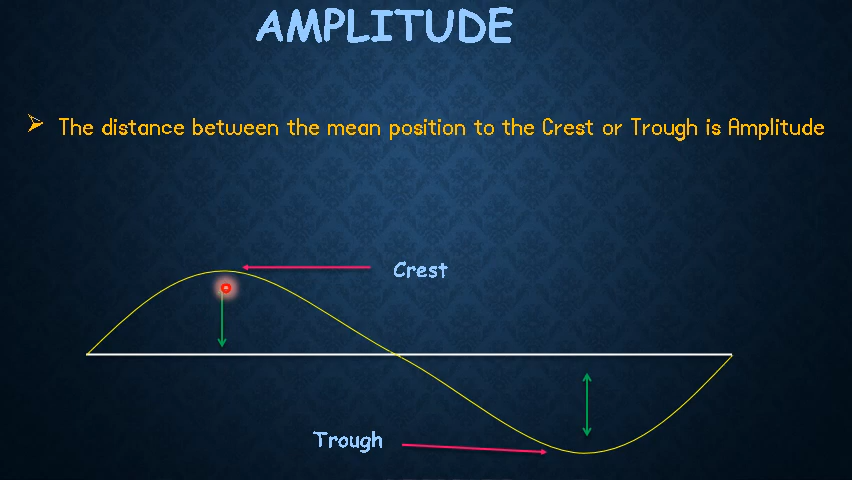 AMPLITUDE
The distance between the mean position to the Crest or Trough is Amplitude
Crest
Trough